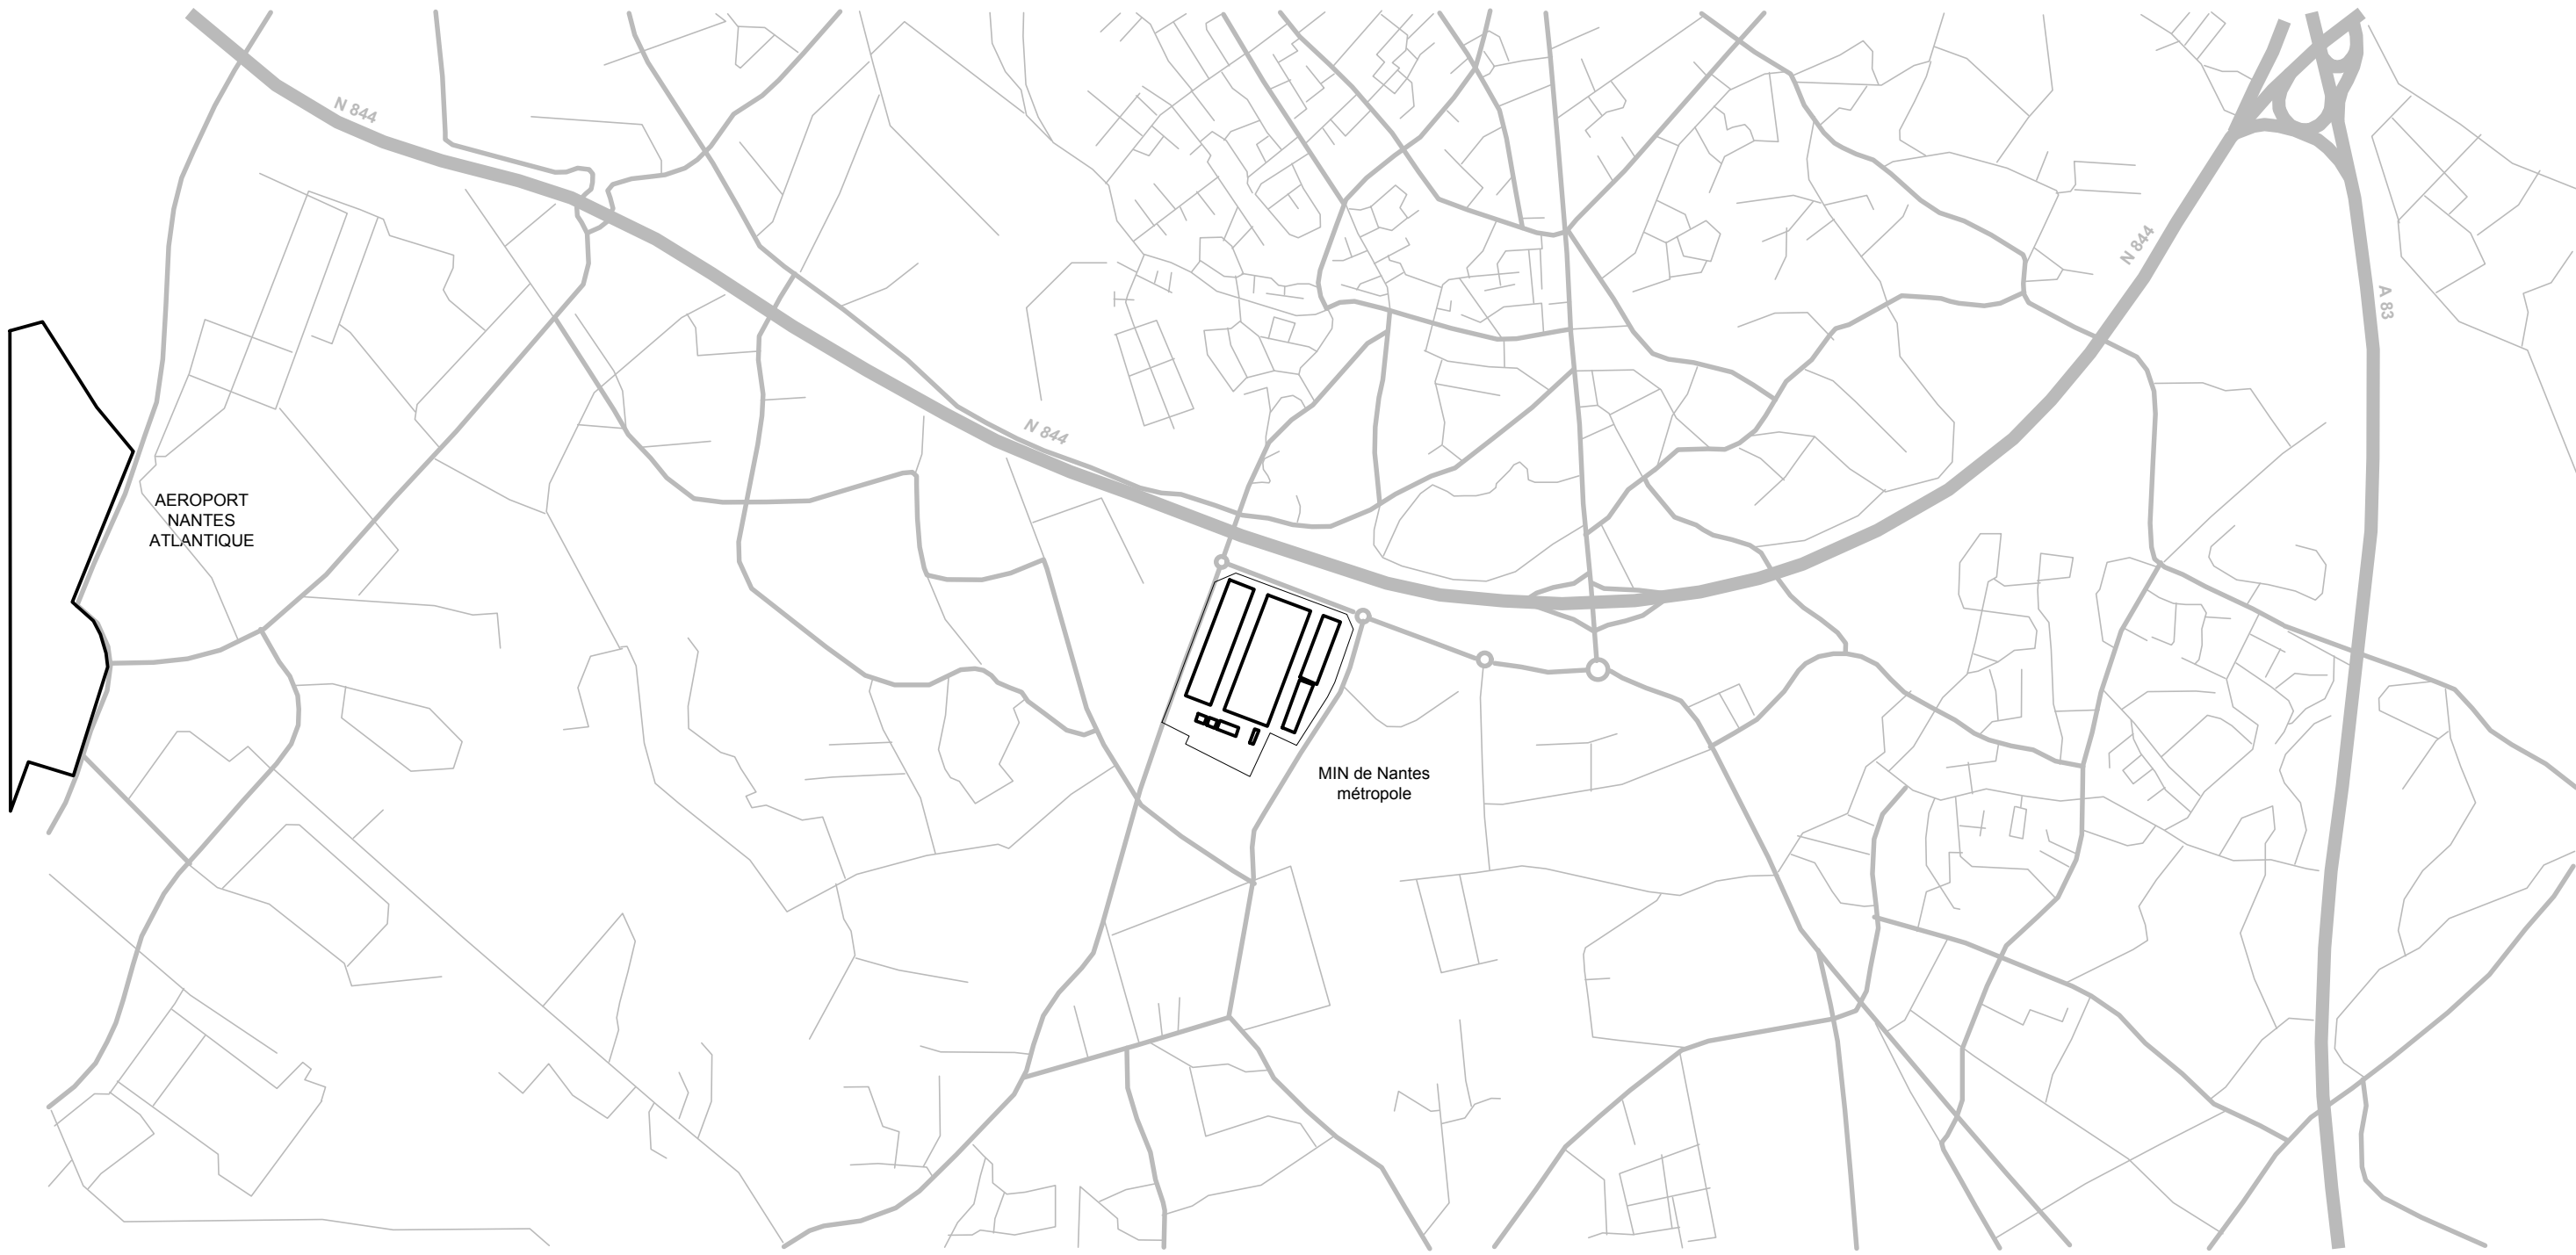 N 844
N 844
A 83
N 844
AEROPORT
NANTES
ATLANTIQUE
MIN de Nantes
métropole